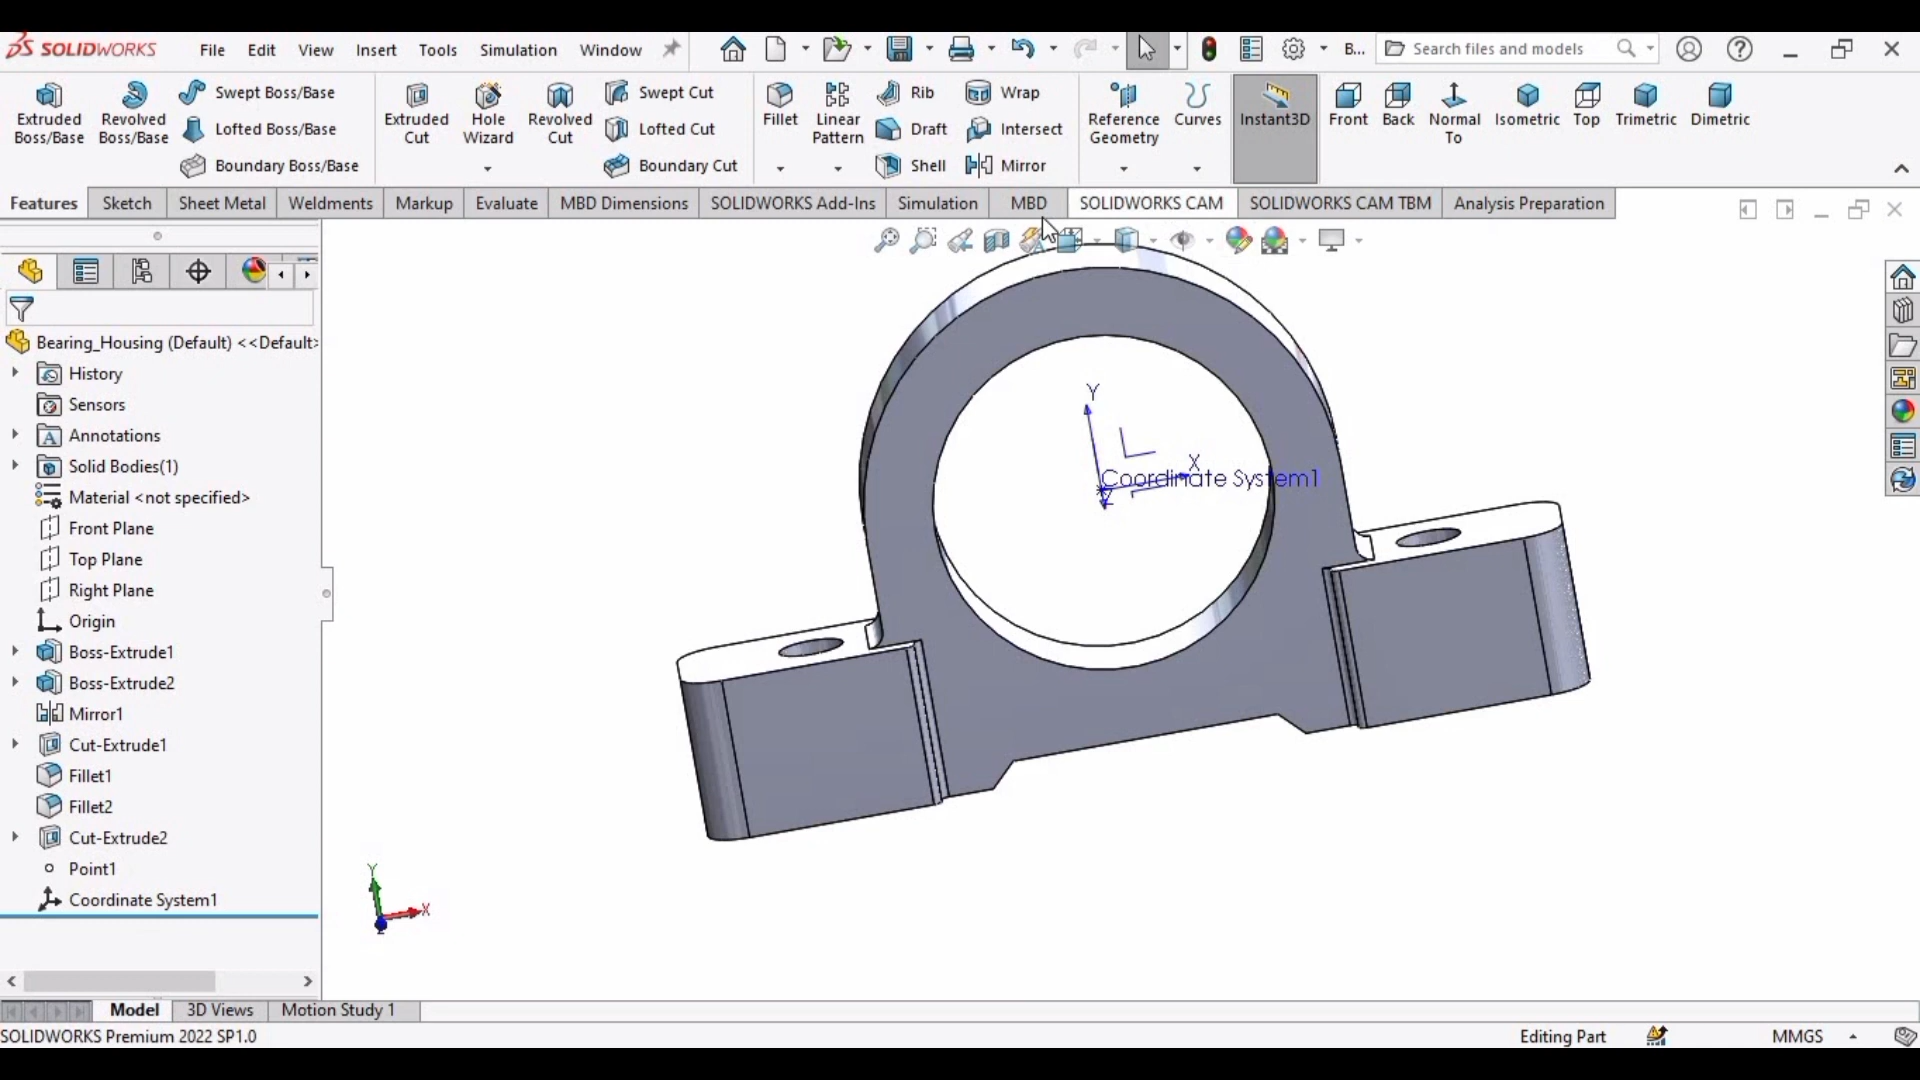 SOLIDWORKS File Edit View Insert Tools Simulation Window B... Search files and models
Extruded Boss/Base
Revolved Boss/Base
Swept Boss/Base
Lofted Boss/Base
Boundary Boss/Base
Extruded Cut
Hole Wizard
Revolved Cut
Swept Cut
Lofted Cut
Boundary Cut
Fillet
Linear Pattern
Rib
Draft
Shell
Wrap
Intersect
Mirror
Reference Geometry
Curves
Instant3D
Front
Back
Normal To
Isometric
Top
Trimetric
Dimetric
Features Sketch Sheet Metal Weldments Markup Evaluate MBD Dimensions SOLIDWORKS Add-Ins Simulation MBD SOLIDWORKS CAM SOLIDWORKS CAM TBM Analysis Preparation
Bearing_Housing (Default) <<Default>
History
Sensors
Annotations
Solid Bodies(1)
Material <not specified>
Front Plane
Top Plane
Right Plane
Origin
Boss-Extrude1
Boss-Extrude2
Mirror1
Cut-Extrude1
Fillet1
Fillet2
Cut-Extrude2
Point1
Coordinate System1
Y
X
Coordinate System1
Z
Y
X
Z
Model 3D Views Motion Study 1
SOLIDWORKS Premium 2022 SP1.0 Editing Part MMGS